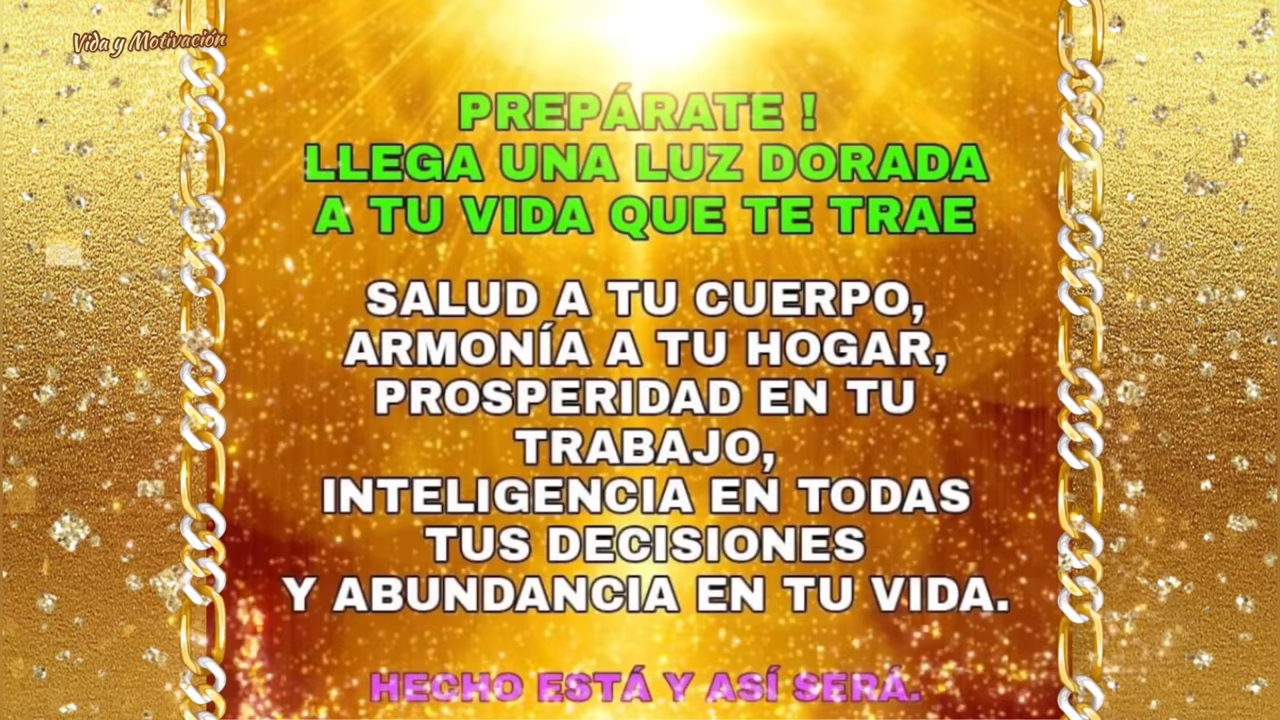 Vida y Motivación
PREPÁRATE !
LLEGA UNA LUZ DORADA
A TU VIDA QUE TE TRAE
SALUD A TU CUERPO,
ARMONÍA A TU HOGAR,
PROSPERIDAD EN TU
TRABAJO,
INTELIGENCIA EN TODAS
TUS DECISIONES
Y ABUNDANCIA EN TU VIDA.
HECHO ESTÁ Y ASÍ SERÁ.